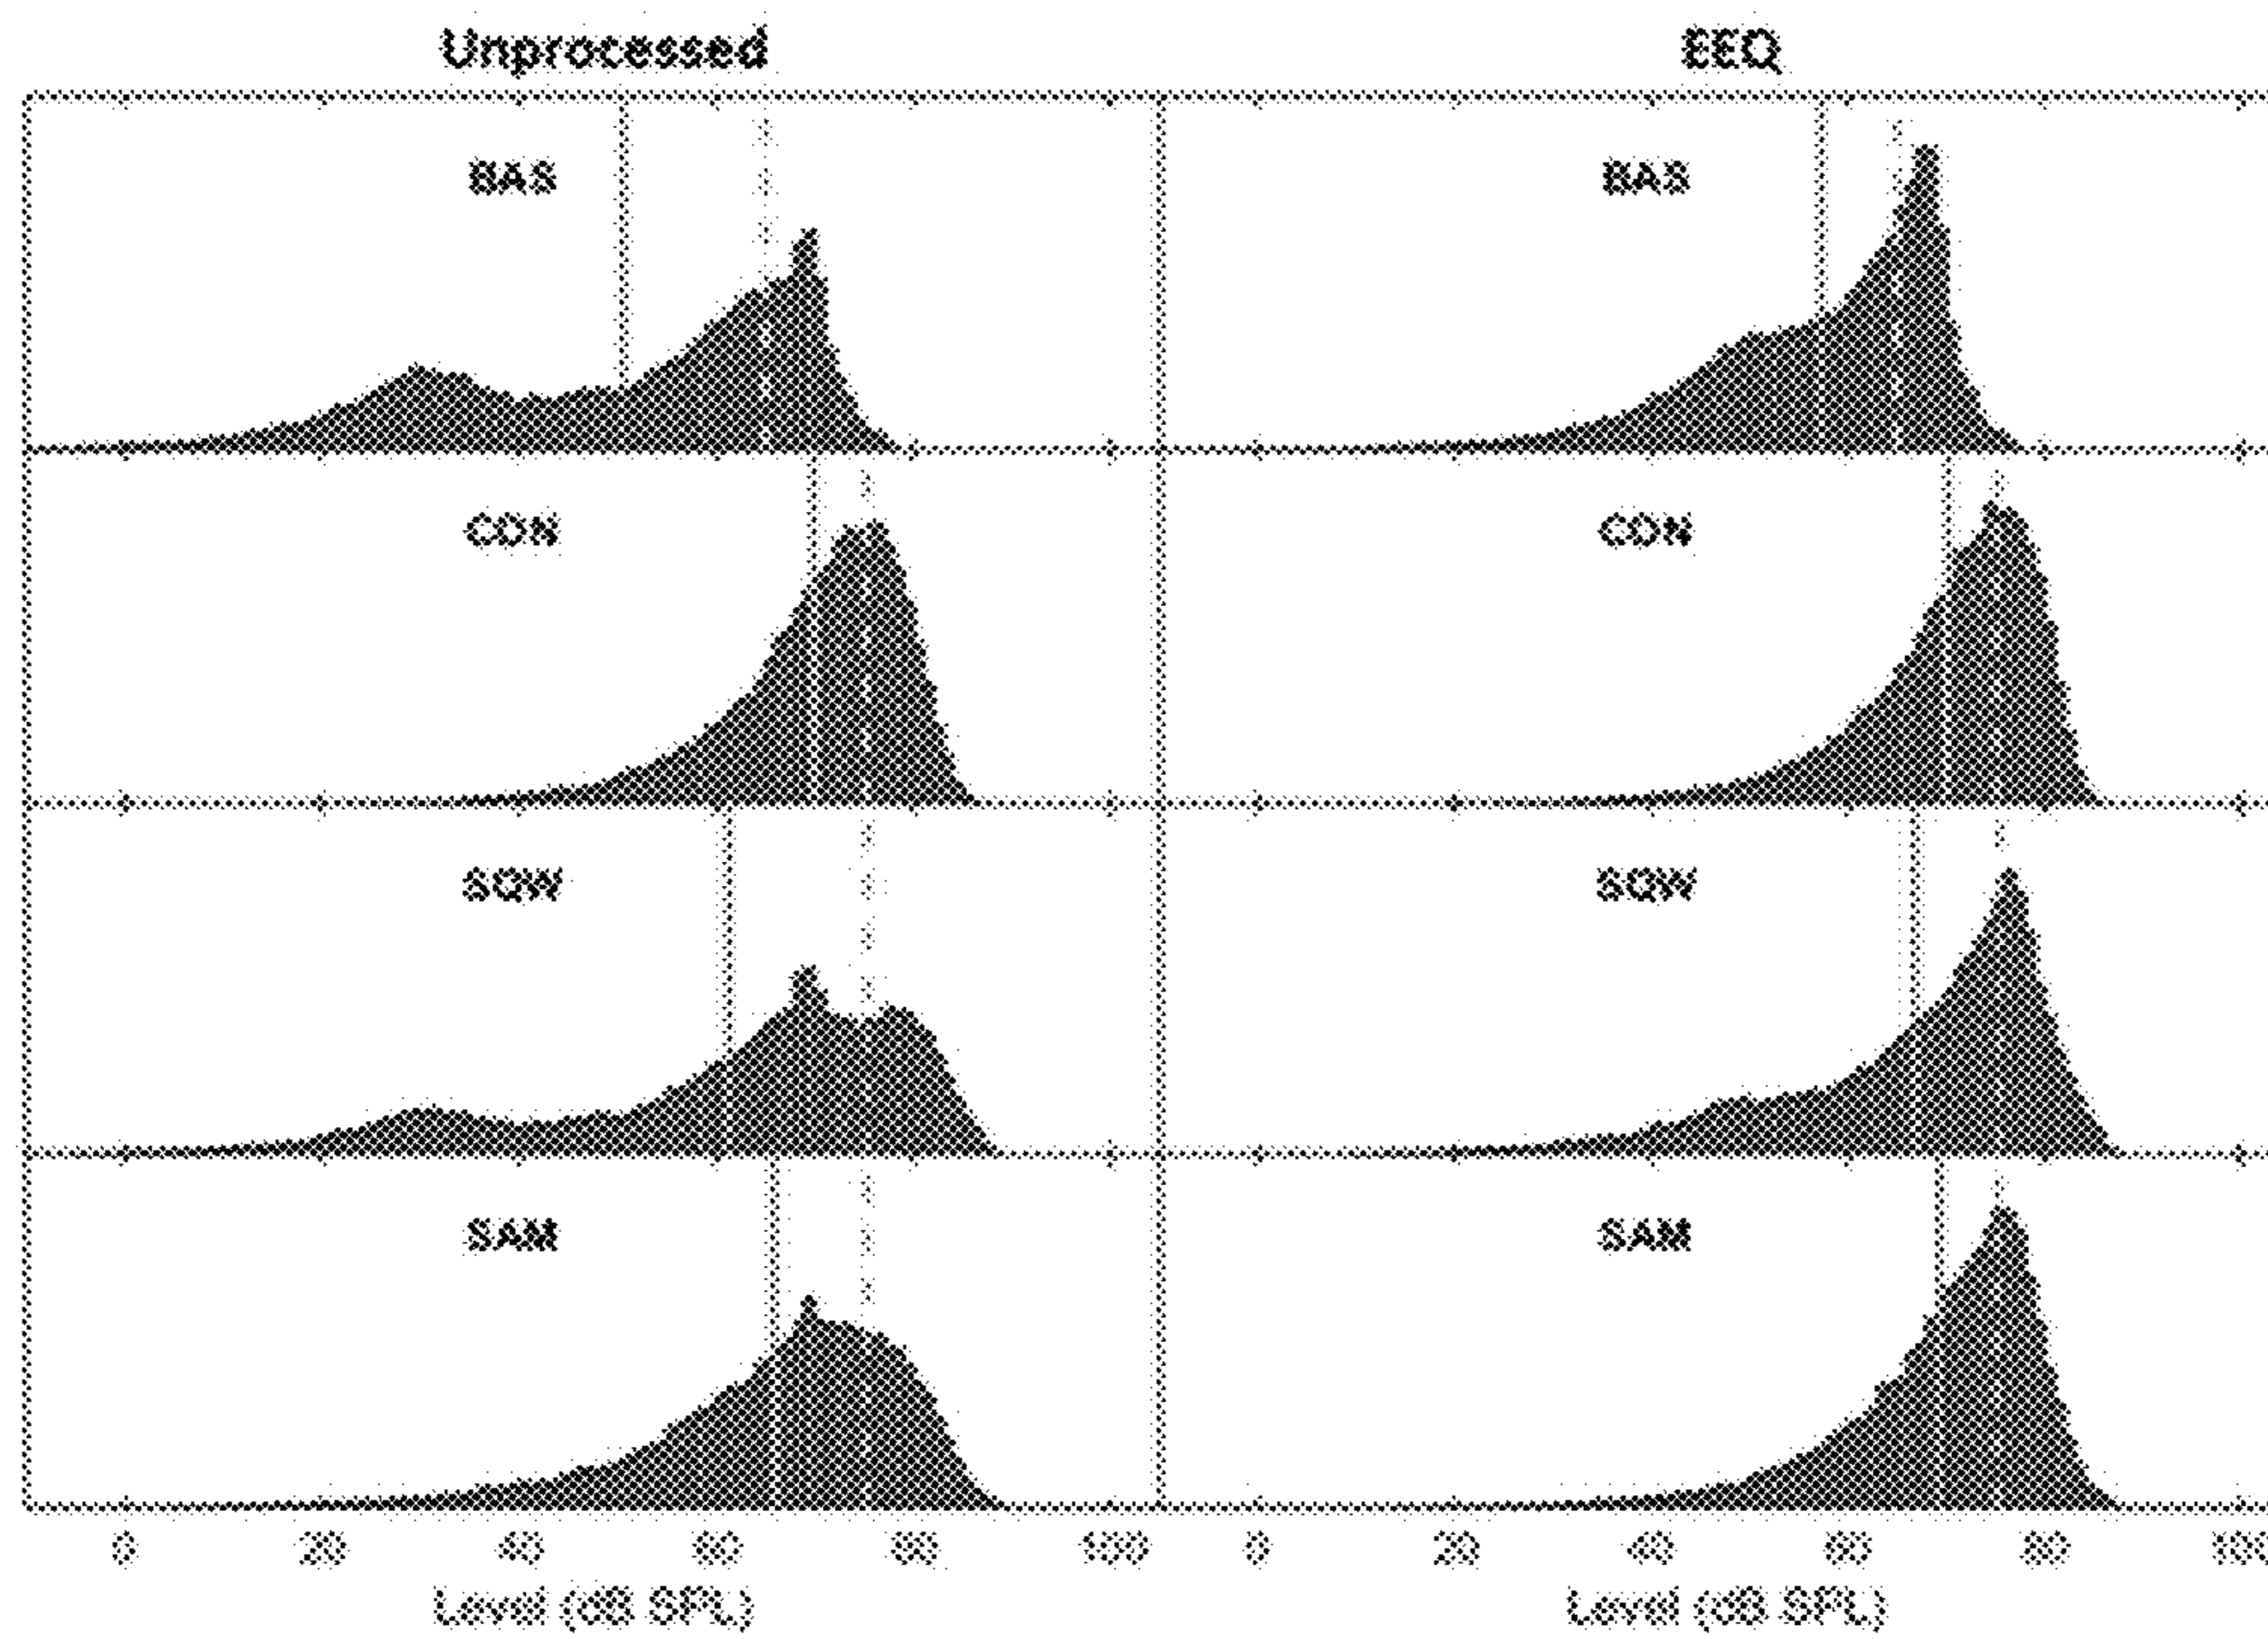 Unprocessed EEQ
BAS BAS
CON CON
SQW SQW
SAM SAM
0 20 40 60 80 100 0 20 40 60 80 100
Level (dB SPL) Level (dB SPL)